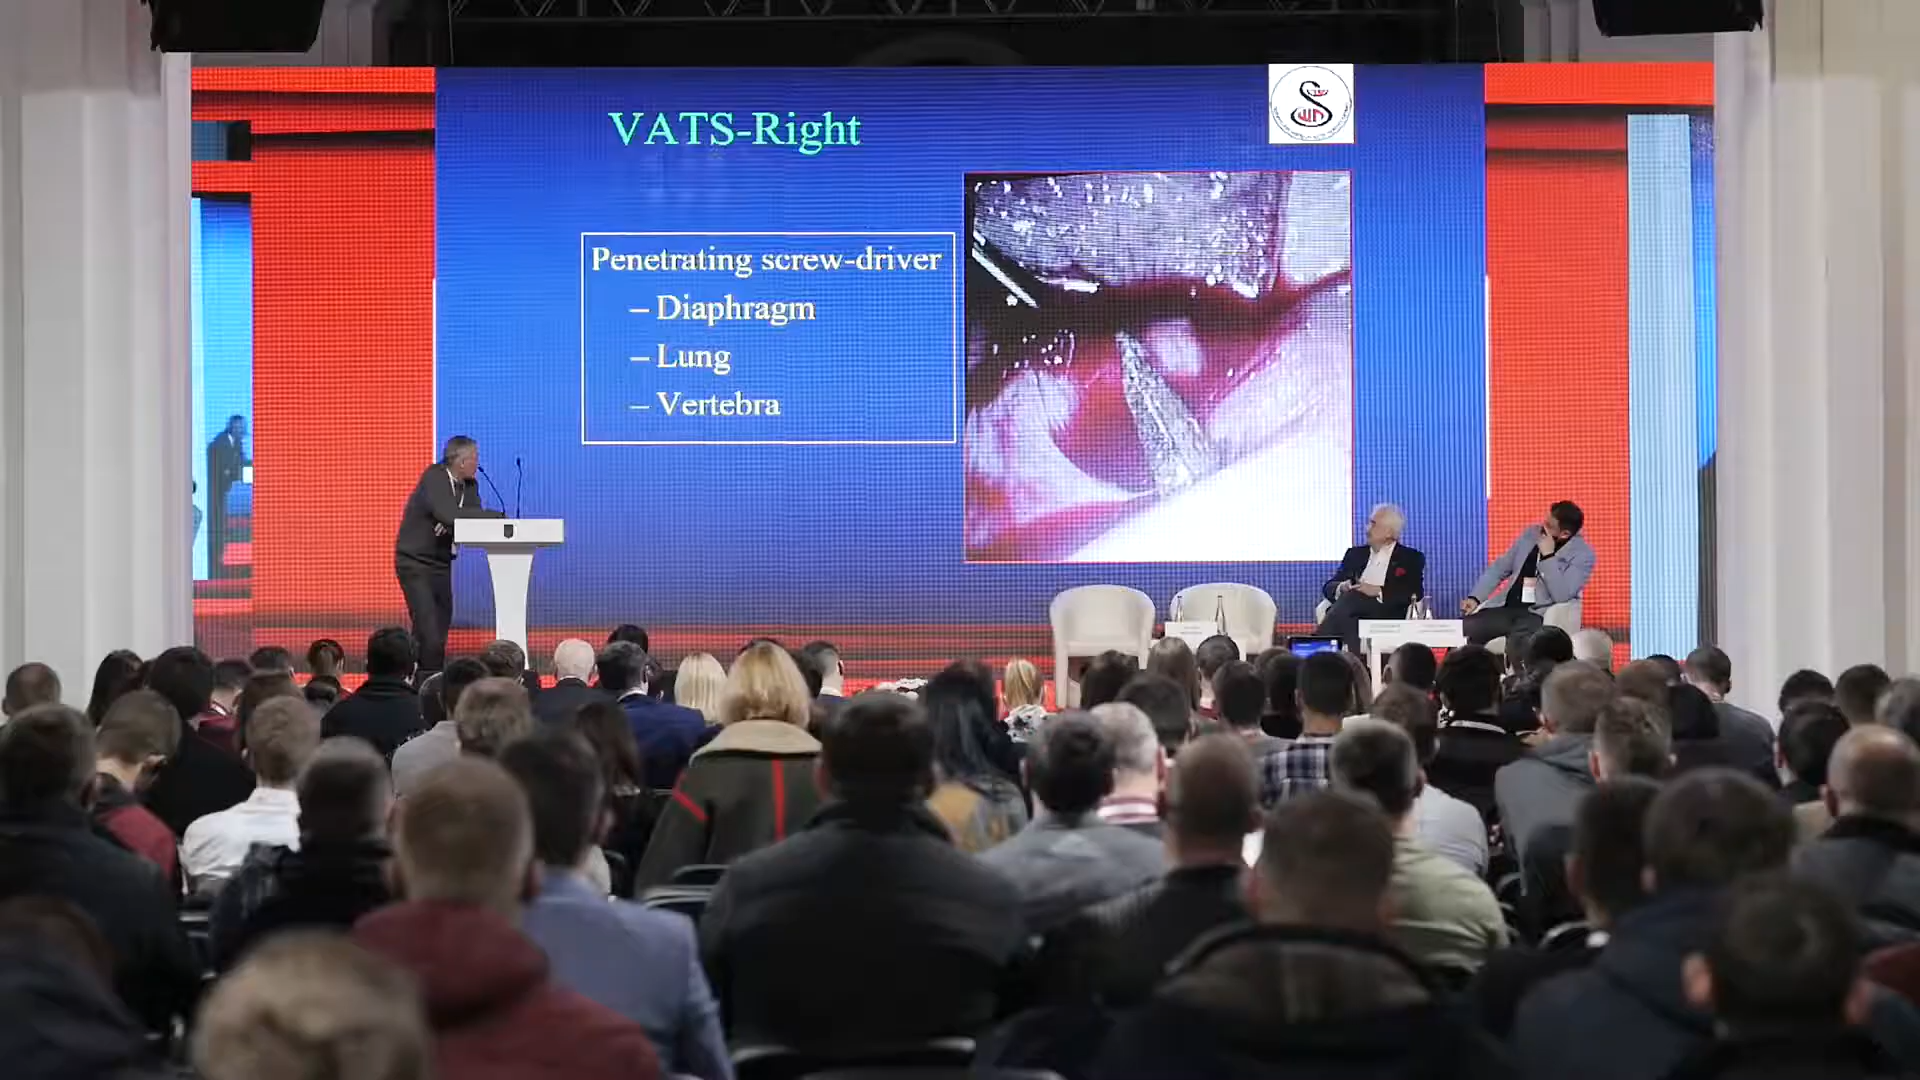 VATS-Right
Penetrating screw-driver
– Diaphragm
– Lung
– Vertebra